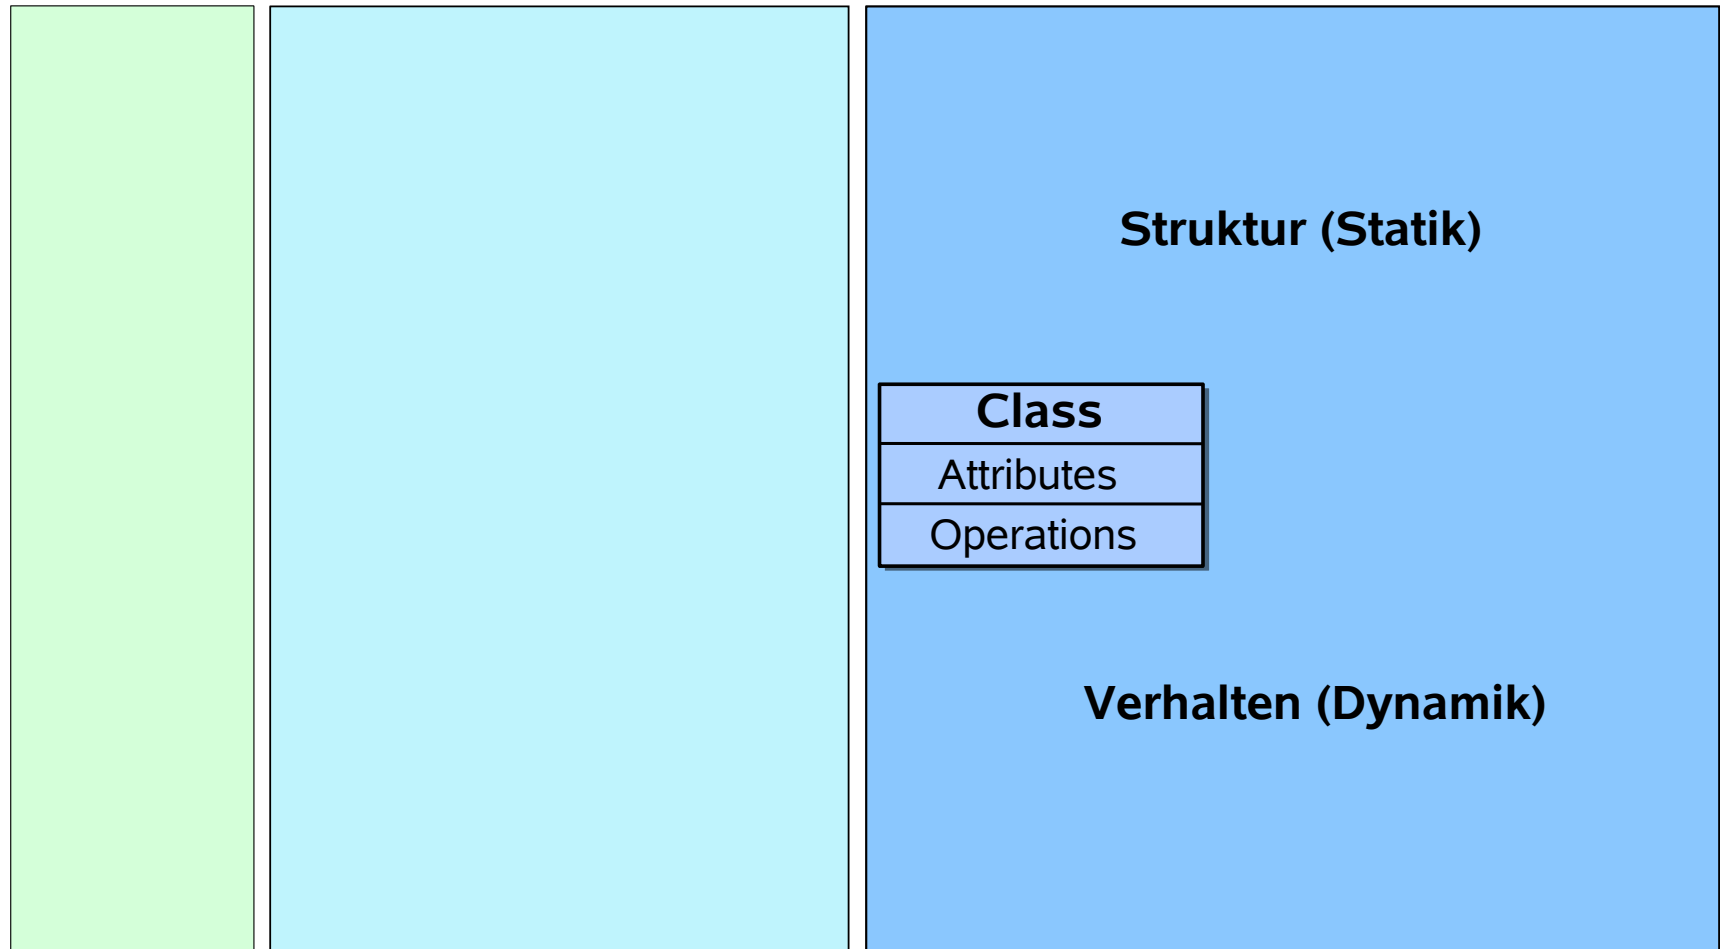 Struktur (Statik)
Class
Attributes
Operations
Verhalten (Dynamik)